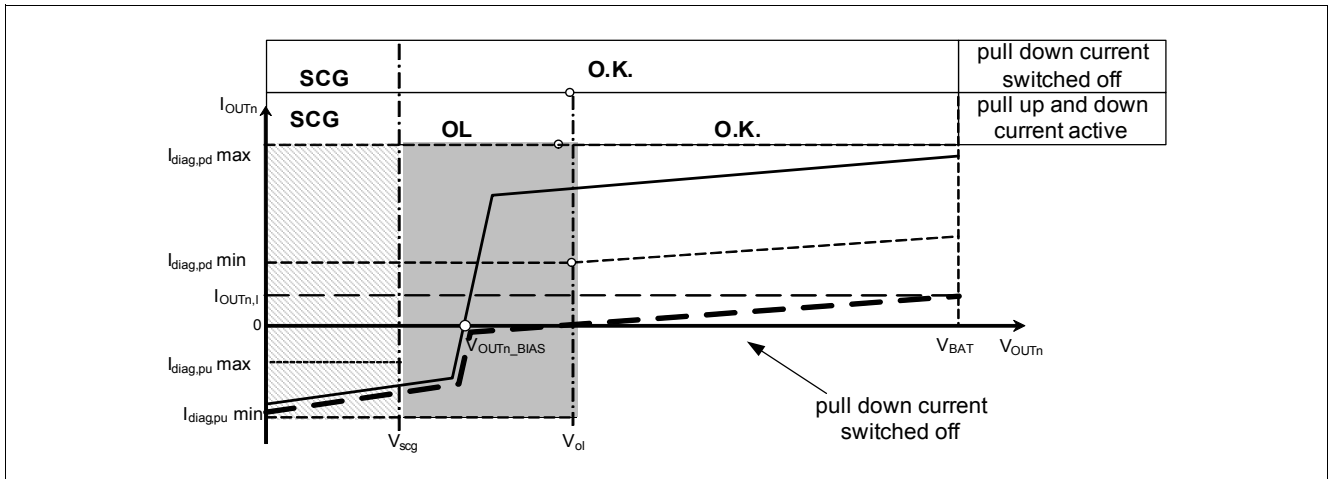 SCG
O.K.
pull down current
switched off
I_OUTn
SCG
OL
O.K.
pull up and down
current active
I_diag,pd max
I_diag,pd min
I_OUTn,l
0
V_OUTn_BIAS
V_BAT
V_OUTn
I_diag,pu max
I_diag,pu min
pull down current
switched off
V_scg
V_ol